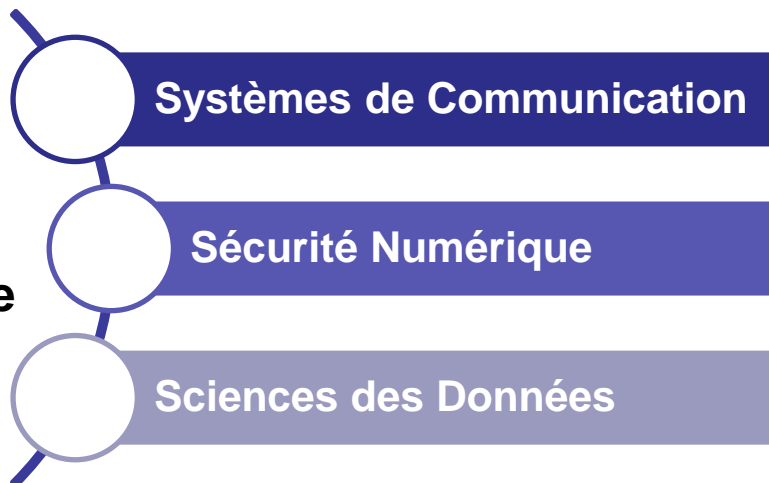 Systèmes de Communication
Sécurité Numérique
e
Sciences des Données